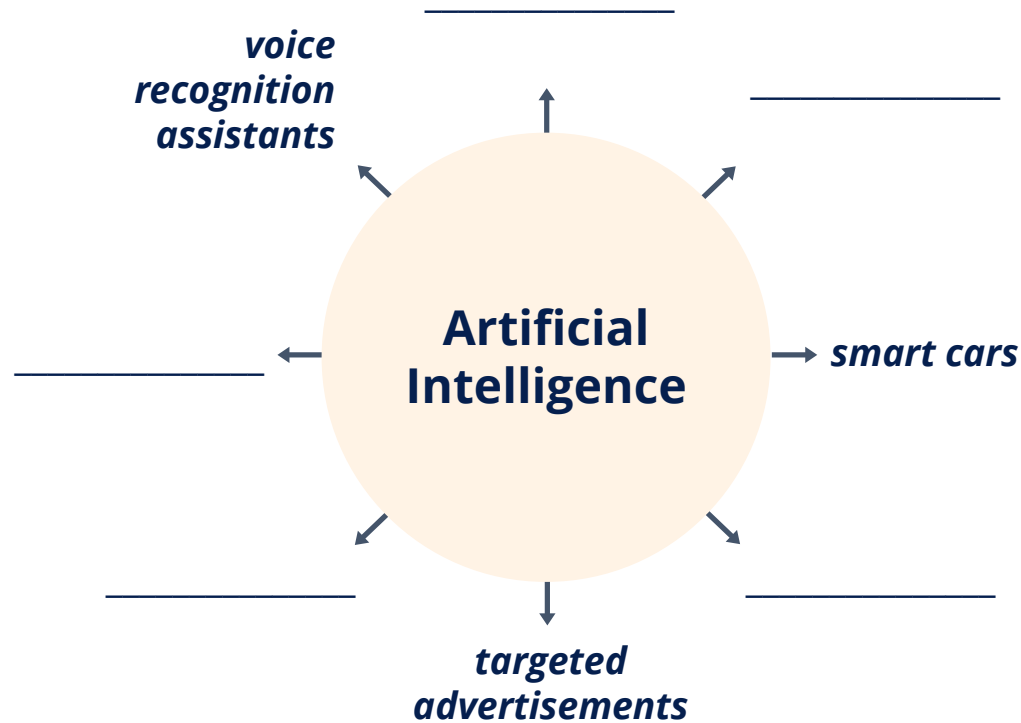 voice
recognition
assistants
Artificial
Intelligence
smart cars
targeted
advertisements